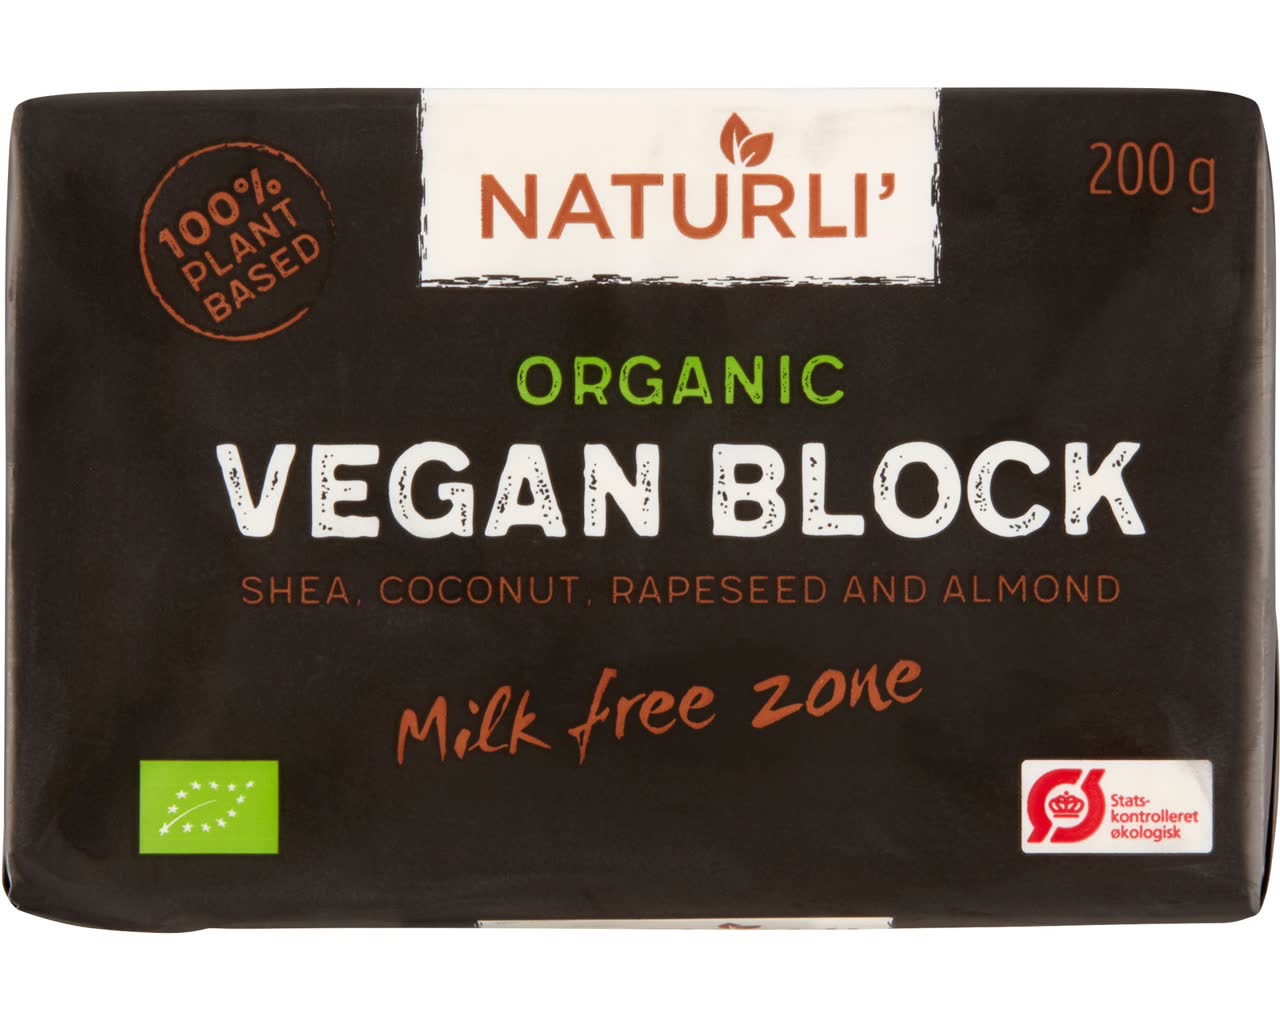 NATURLI’
200 g
100%
PLANT
BASED
ORGANIC
VEGAN BLOCK
SHEA, COCONUT, RAPESEED AND ALMOND
Milk free zone
Stats-
kontrolleret
økologisk